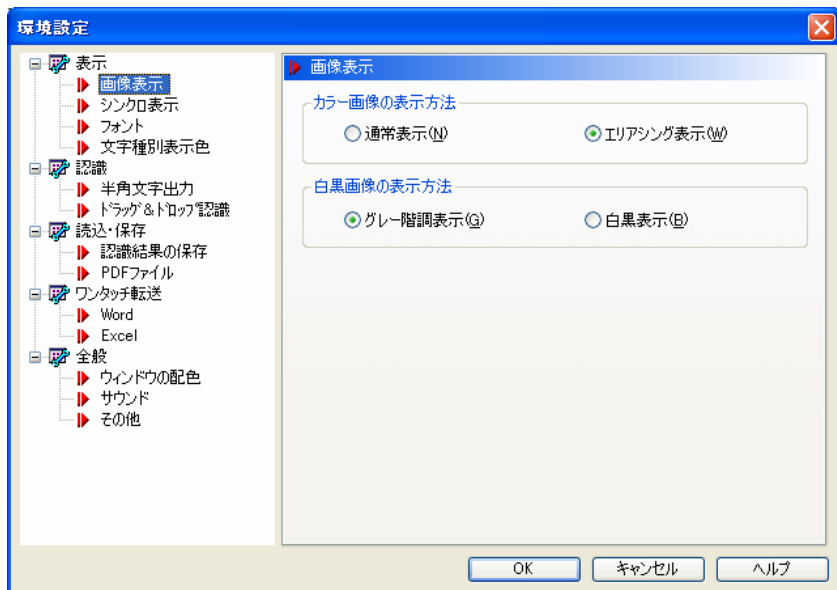 環境設定
表示
画像表示
シンクロ表示
フォント
文字種別表示色
認識
半角文字出力
ﾄﾞﾗｯｸﾞ&ﾄﾞﾛｯﾌﾟ認識
読込・保存
認識結果の保存
PDFファイル
ワンタッチ転送
Word
Excel
全般
ウィンドウの配色
サウンド
その他
画像表示
カラー画像の表示方法
通常表示(N)
エリアシング表示(W)
白黒画像の表示方法
グレー階調表示(G)
白黒表示(B)
OK
キャンセル
ヘルプ